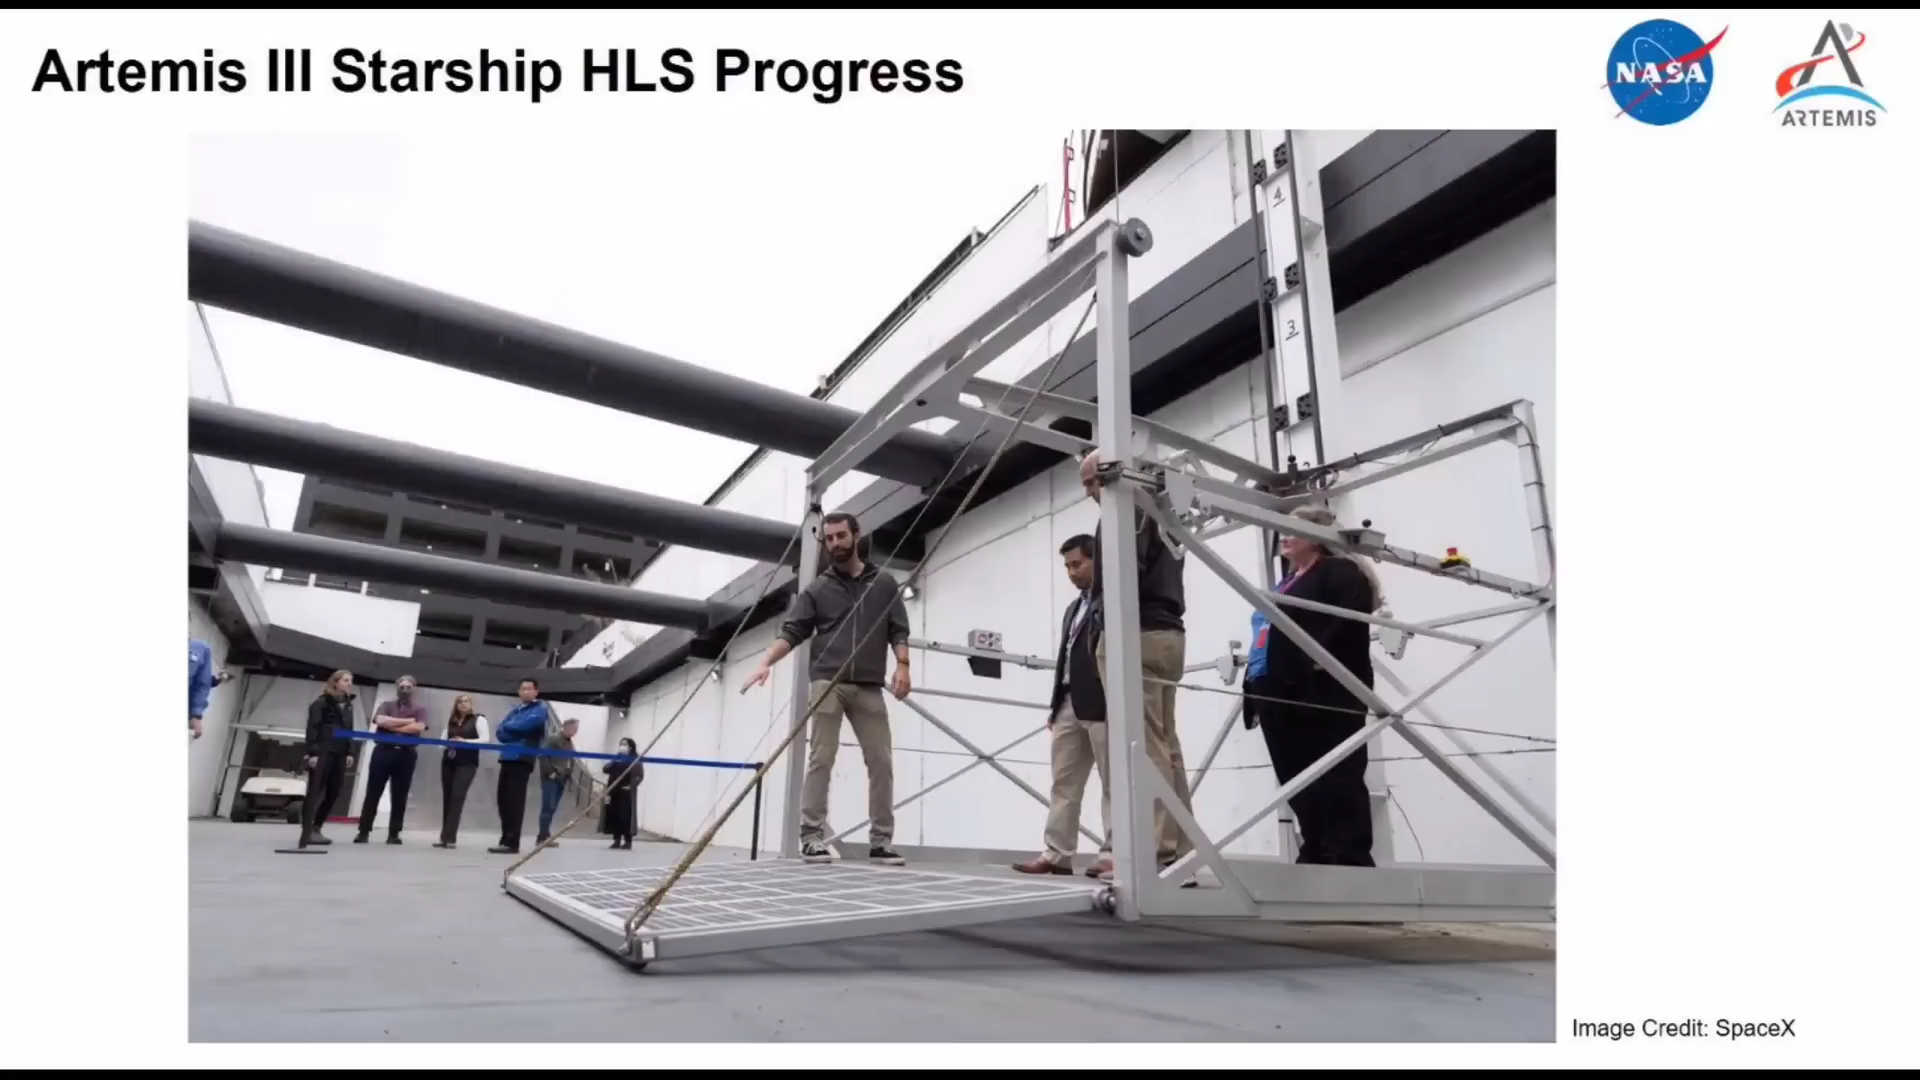 Artemis III Starship HLS Progress
NASA
ARTEMIS
4
3
Image Credit: SpaceX